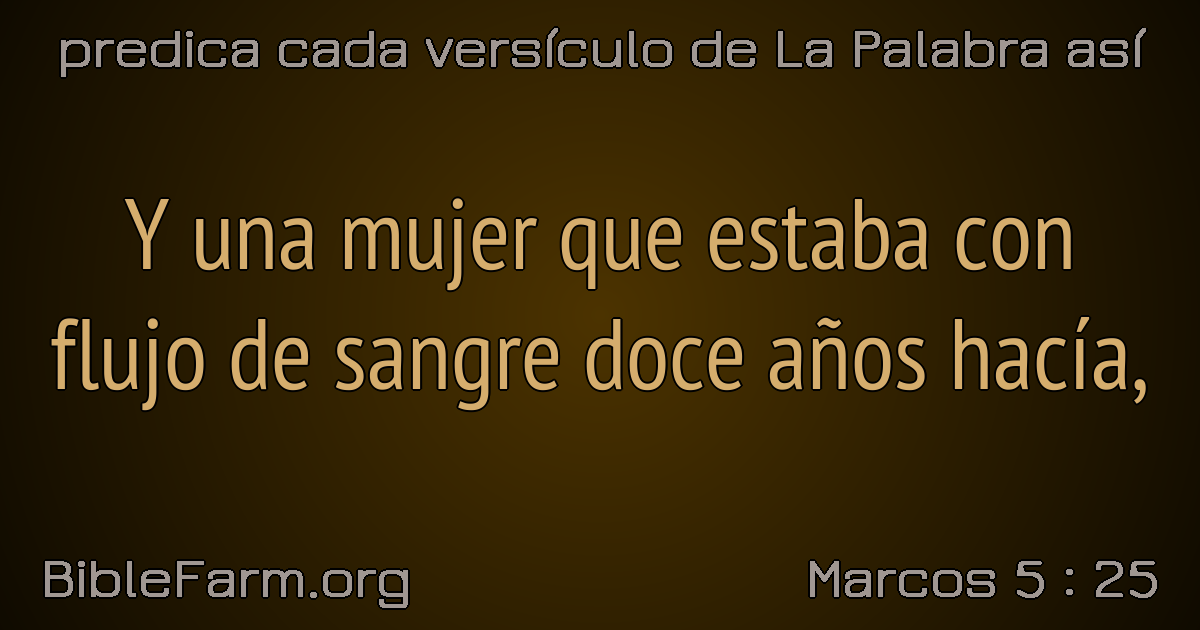 predica cada versículo de La Palabra así
Y una mujer que estaba con
flujo de sangre doce años hacía,
BibleFarm.org
Marcos 5 : 25